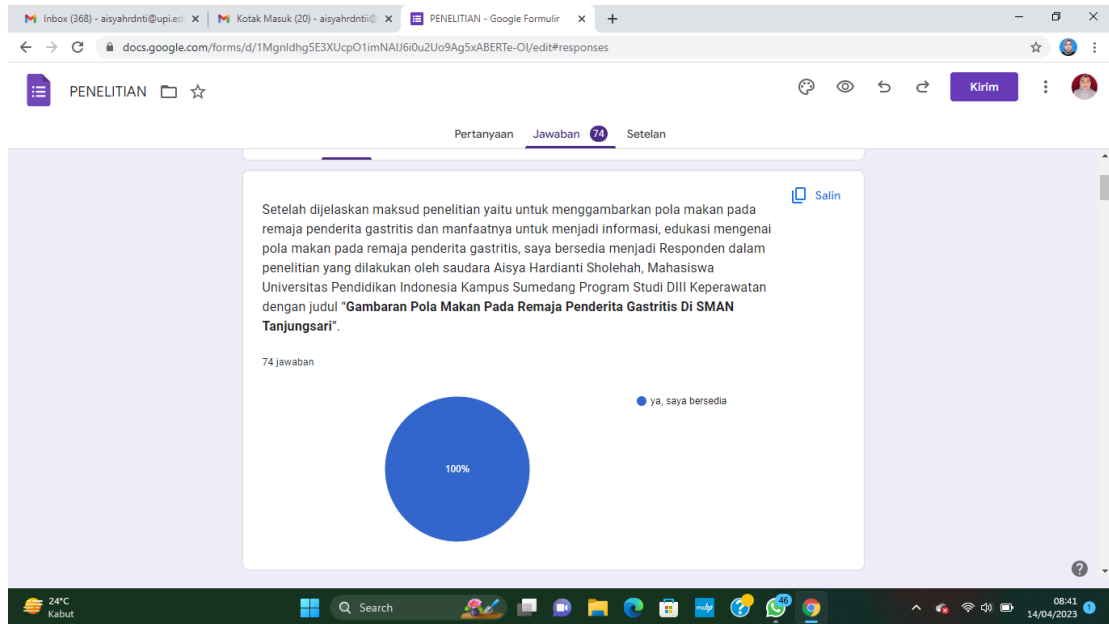 Inbox (368) - aisyahrdnti@upi.ed
Kotak Masuk (20) - aisyahrdntii@
PENELITIAN - Google Formulir
docs.google.com/forms/d/1MgnIdhg5E3XUcpO1imNAIJ6i0u2Uo9Ag5xABERTe-OI/edit#responses
PENELITIAN
Kirim
Pertanyaan Jawaban 74 Setelan
Salin
Setelah dijelaskan maksud penelitian yaitu untuk menggambarkan pola makan pada
remaja penderita gastritis dan manfaatnya untuk menjadi informasi, edukasi mengenai
pola makan pada remaja penderita gastritis, saya bersedia menjadi Responden dalam
penelitian yang dilakukan oleh saudara Aisya Hardianti Sholehah, Mahasiswa
Universitas Pendidikan Indonesia Kampus Sumedang Program Studi DIII Keperawatan
dengan judul “Gambaran Pola Makan Pada Remaja Penderita Gastritis Di SMAN
Tanjungsari”.
74 jawaban
ya, saya bersedia
100%
24°C
Kabut
Search
46
08:41
14/04/2023
1